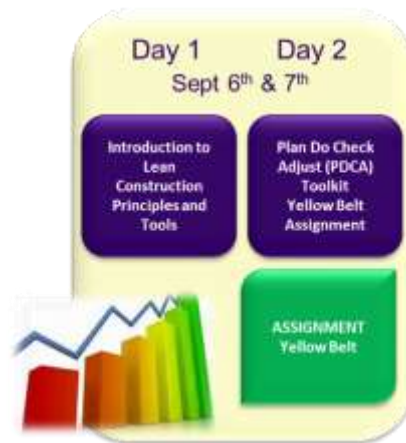 Day 1 Day 2
Sept 6th & 7th
Introduction to
Lean
Construction
Principles and
Tools
Plan Do Check
Adjust (PDCA)
Toolkit
Yellow Belt
Assignment
ASSIGNMENT
Yellow Belt